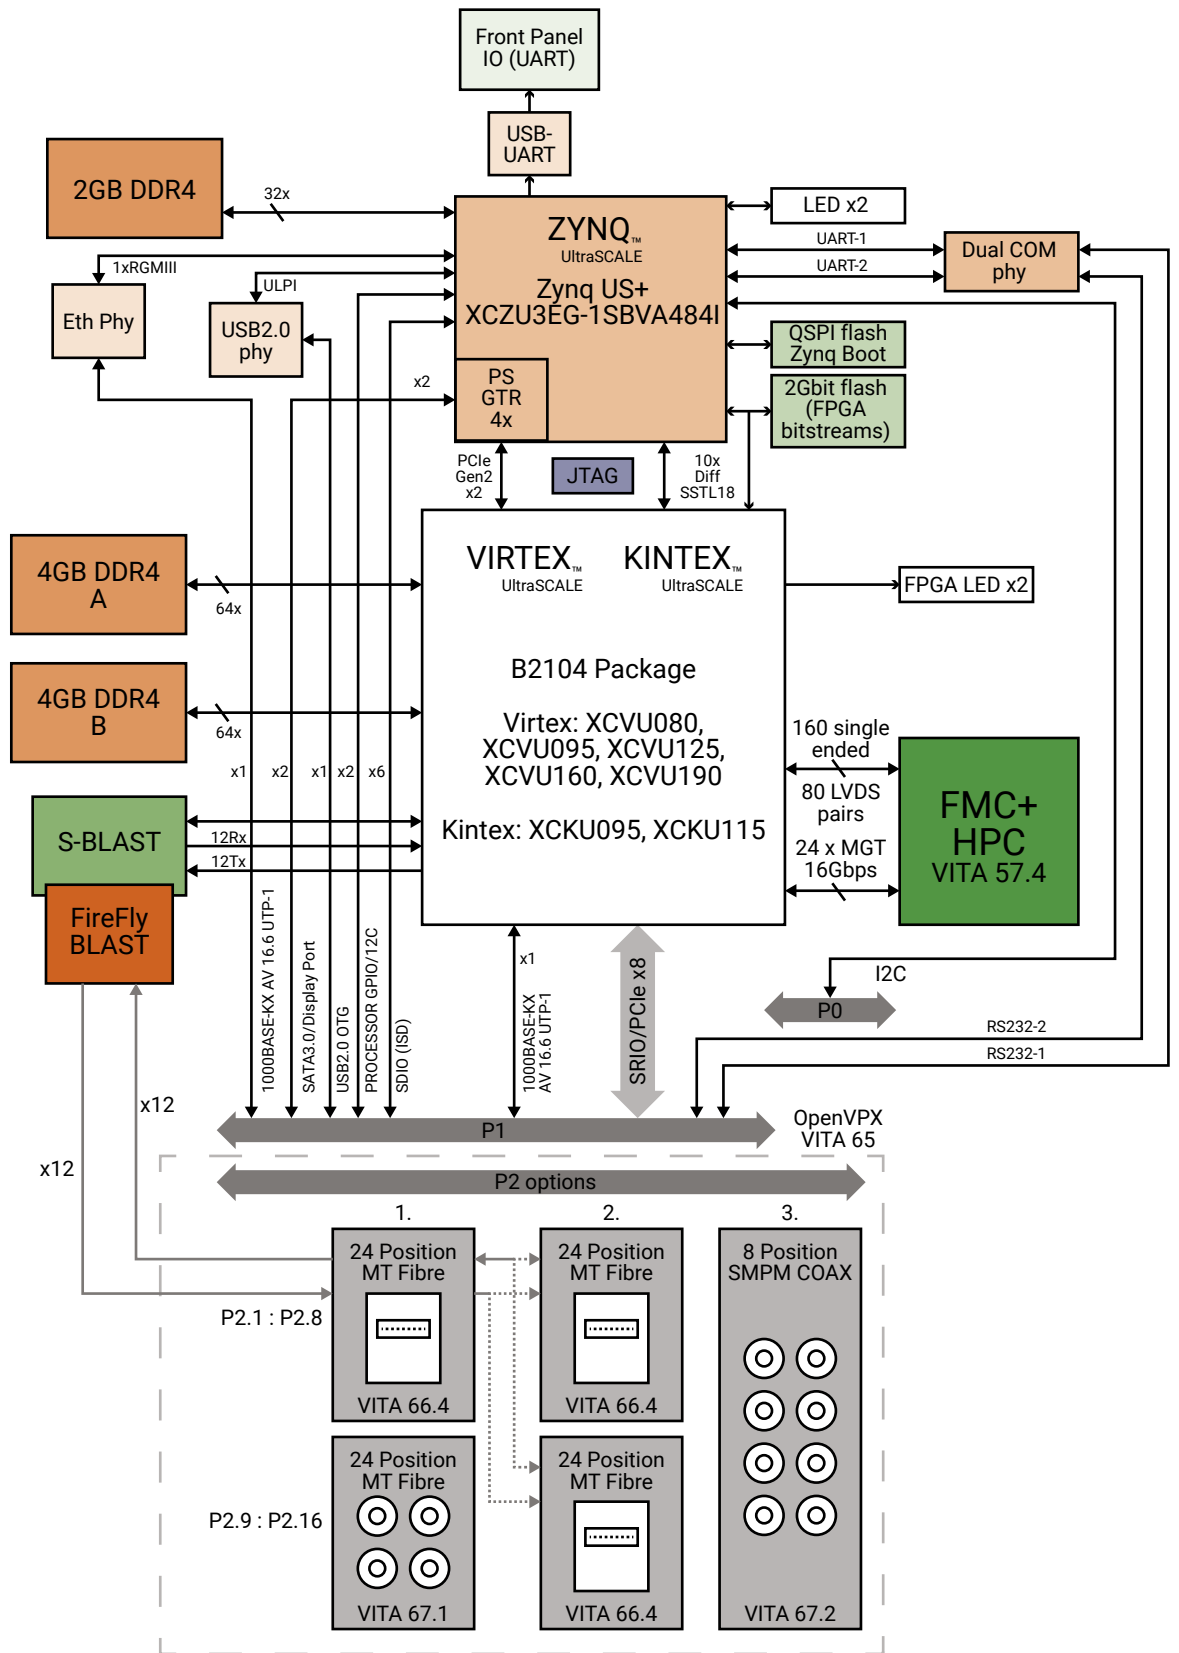 Front Panel
IO (UART)
USB-
UART
2GB DDR4
32x
ZYNQ™
UltraSCALE
Zynq US+
XCZU3EG-1SBVA484I
LED x2
UART-1
UART-2
Dual COM
phy
1xRGMIII
Eth Phy
ULPI
USB2.0
phy
QSPI flash
Zynq Boot
2Gbit flash
(FPGA
bitstreams)
x2
PS
GTR
4x
PCIe
Gen2
x2
JTAG
10x
Diff
SSTL18
VIRTEX™
UltraSCALE
KINTEX™
UltraSCALE
4GB DDR4
A
64x
FPGA LED x2
B2104 Package
4GB DDR4
B
64x
Virtex: XCVU080,
XCVU095, XCVU125,
XCVU160, XCVU190
Kintex: XCKU095, XCKU115
160 single
ended
80 LVDS
pairs
24 x MGT
16Gbps
FMC+
HPC
VITA 57.4
x1
x2
x1
x2
x6
S-BLAST
12Rx
12Tx
FireFly
BLAST
1000BASE-KX AV 16.6 UTP-1
SATA3.0/Display Port
USB2.0 OTG
PROCESSOR GPIO/12C
SDIO (ISD)
x1
1000BASE-KX
AV 16.6 UTP-1
SRIO/PCIe x8
I2C
P0
RS232-2
RS232-1
x12
x12
P1
OpenVPX
VITA 65
P2 options
1.
2.
3.
24 Position
MT Fibre
VITA 66.4
24 Position
MT Fibre
VITA 66.4
8 Position
SMPM COAX
P2.1 : P2.8
24 Position
MT Fibre
VITA 67.1
24 Position
MT Fibre
VITA 66.4
VITA 67.2
P2.9 : P2.16